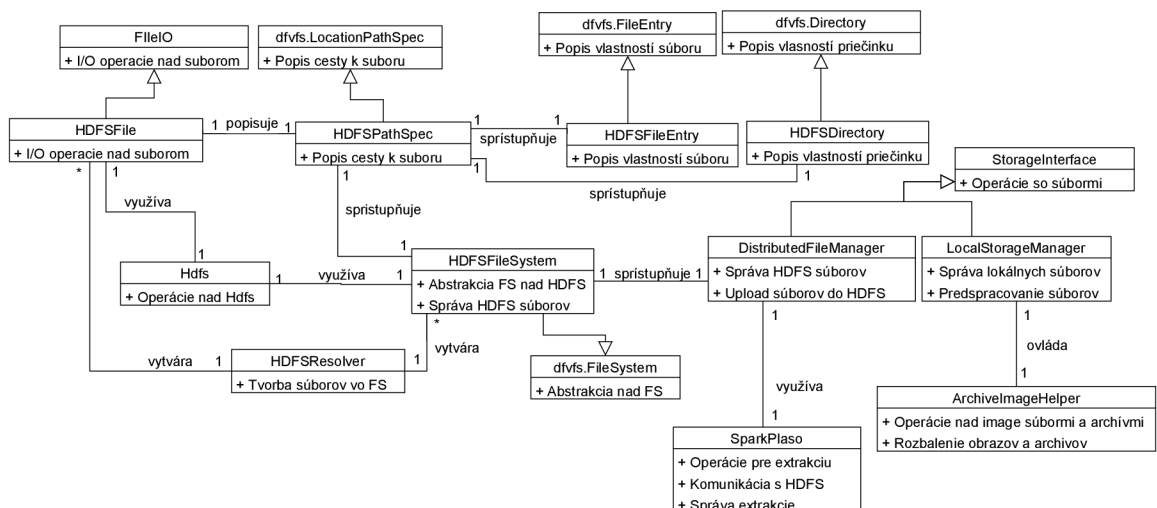 FIleIO
+ I/O operacie nad suborom
dfvfs.LocationPathSpec
+ Popis cesty k suboru
dfvfs.FileEntry
+ Popis vlastností súboru
dfvfs.Directory
+ Popis vlasností priečinku
HDFSFile
+ I/O operacie nad suborom
1 popisuje 1
HDFSPathSpec
+ Popis cesty k suboru
1 1
sprístupňuje
HDFSFileEntry
+ Popis vlastností súboru
HDFSDirectory
+ Popis vlastností priečinku
1 1
sprístupňuje
StorageInterface
+ Operácie so súbormi
* 1
využíva
1
1
spristupňuje
1
Hdfs
+ Operácie nad Hdfs
1 využíva 1
HDFSFileSystem
+ Abstrakcia FS nad HDFS
+ Správa HDFS súborov
1 sprístupňuje 1
DistributedFileManager
+ Správa HDFS súborov
+ Upload súborov do HDFS
LocalStorageManager
+ Správa lokálnych súborov
+ Predspracovanie súborov
*
vytvára
1
vytvára 1
HDFSResolver
+ Tvorba súborov vo FS
dfvfs.FileSystem
+ Abstrakcia nad FS
1
využíva
1
1
ovláda
1
ArchiveImageHelper
+ Operácie nad image súbormi a archívmi
+ Rozbalenie obrazov a archivov
SparkPlaso
+ Operácie pre extrakciu
+ Komunikácia s HDFS
+ Správa extrakcie